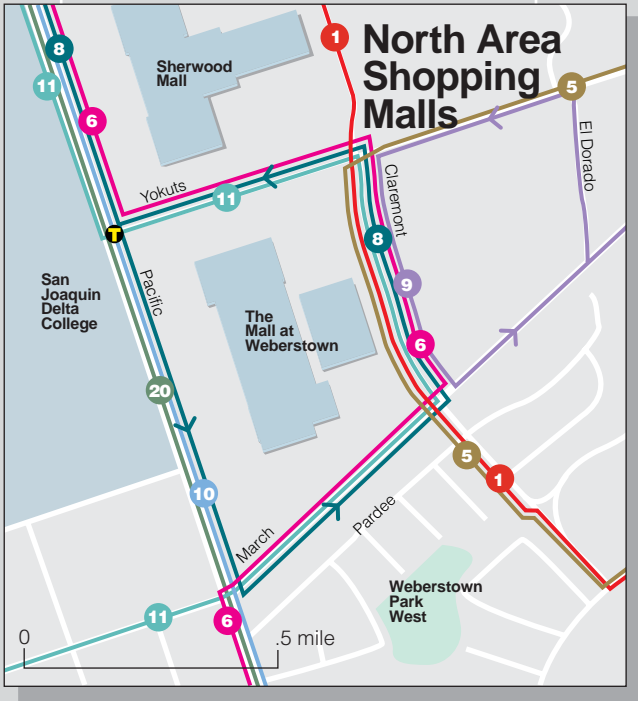 1
North Area
Shopping
Malls
8
11
Sherwood
Mall
6
5
El Dorado
Yokuts
11
Claremont
T
8
San
Joaquin
Delta
College
Pacific
9
The
Mall at
Weberstown
6
20
5
1
10
Pardee
March
Weberstown
Park
West
11
6
0
.5 mile